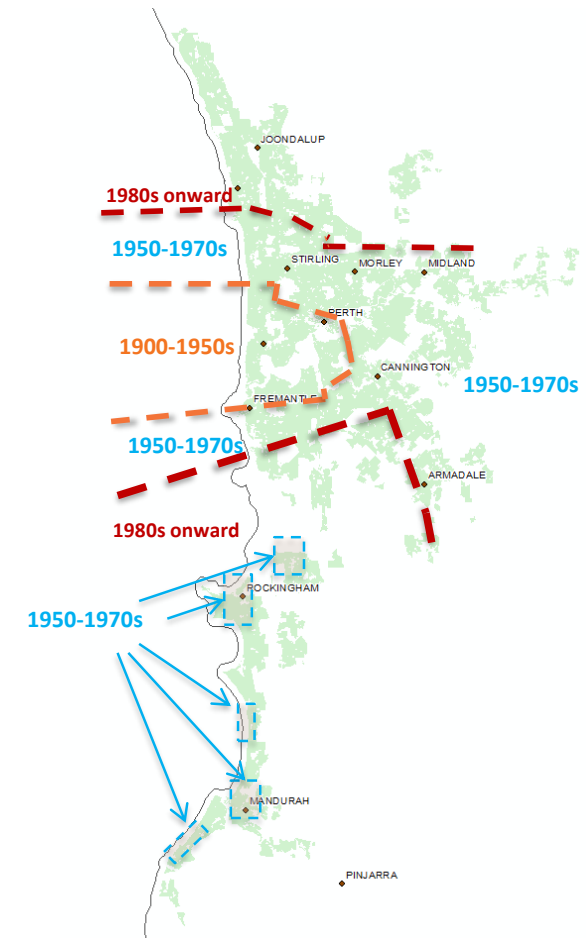 JOONDALUP
1980s onward
1950-1970s
STIRLING
MORLEY
MIDLAND
PERTH
1900-1950s
CANNINGTON
1950-1970s
FREMANTLE
1950-1970s
ARMADALE
1980s onward
ROCKINGHAM
1950-1970s
MANDURAH
PINJARRA